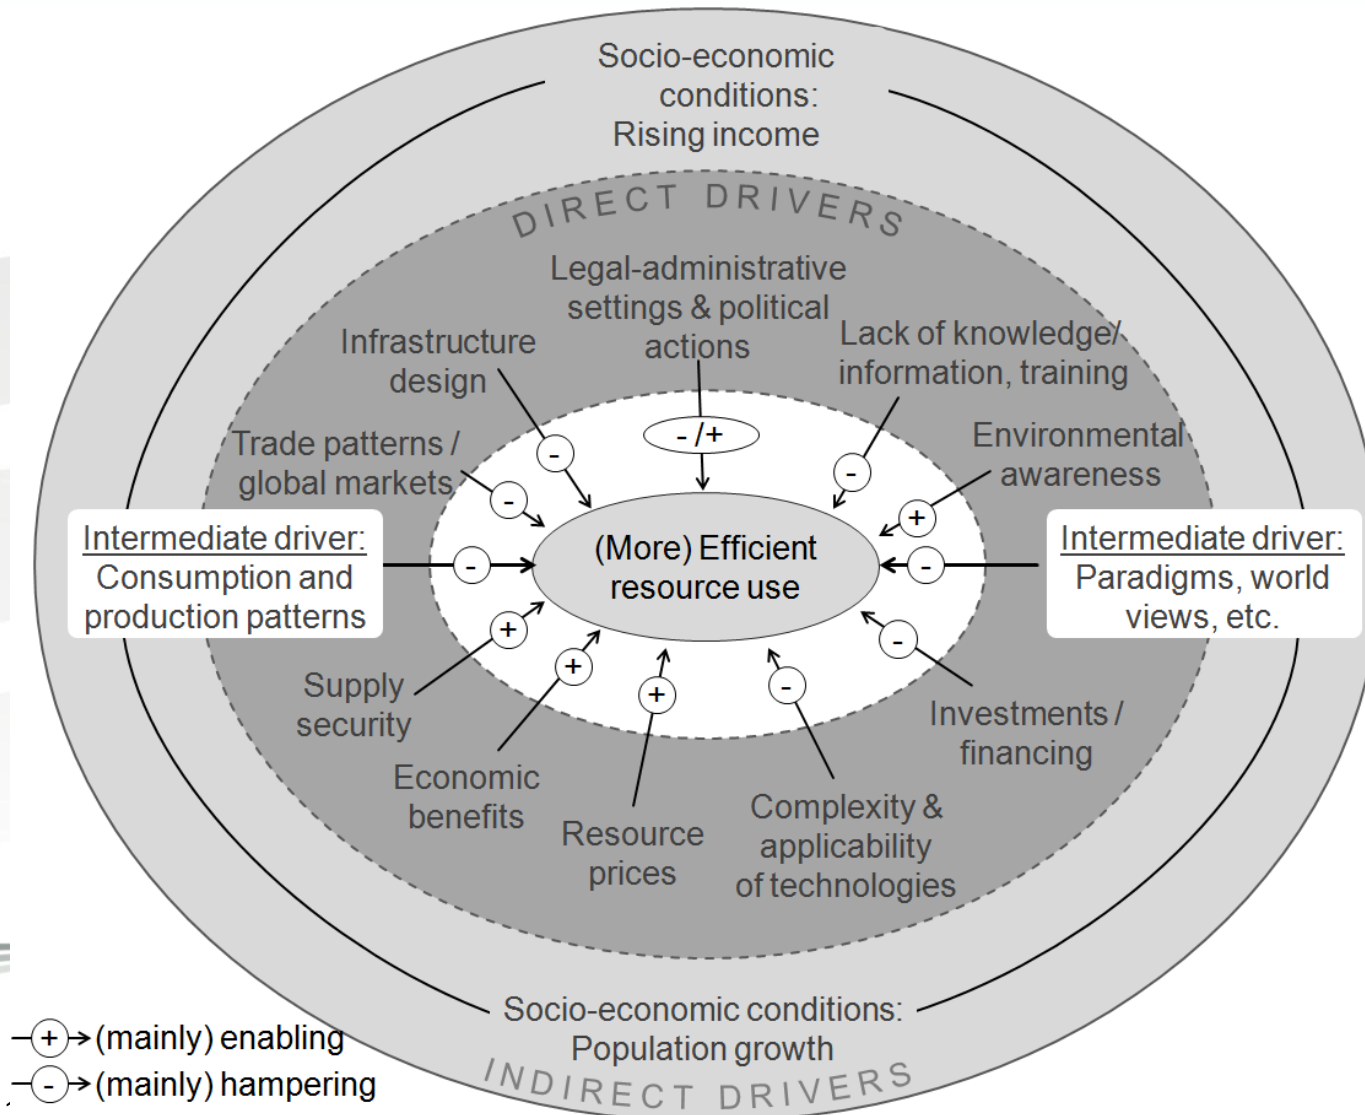 Socio-economic
conditions:
Rising income
DIRECT DRIVERS
Legal-administrative
settings & political
actions
Infrastructure
design
Lack of knowledge/
information, training
- /+
Trade patterns /
global markets
Environmental
awareness
-
-
-
+
Intermediate driver:
Consumption and
production patterns
-
(More) Efficient
resource use
-
Intermediate driver:
Paradigms, world
views, etc.
+
+
+
-
-
Supply
security
Economic
benefits
Resource
prices
Complexity &
applicability
of technologies
Investments /
financing
Socio-economic conditions:
Population growth
INDIRECT DRIVERS
+ (mainly) enabling
- (mainly) hampering